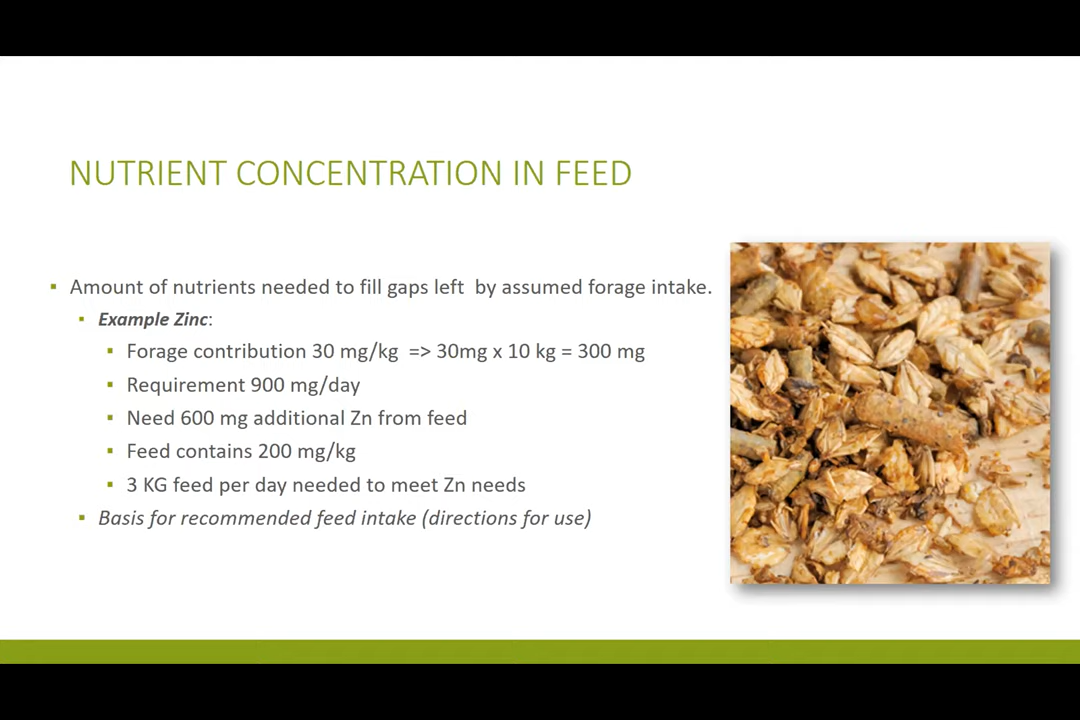 NUTRIENT CONCENTRATION IN FEED
▪ Amount of nutrients needed to fill gaps left by assumed forage intake.
▪ Example Zinc:
▪ Forage contribution 30 mg/kg => 30mg x 10 kg = 300 mg
▪ Requirement 900 mg/day
▪ Need 600 mg additional Zn from feed
▪ Feed contains 200 mg/kg
▪ 3 KG feed per day needed to meet Zn needs
▪ Basis for recommended feed intake (directions for use)